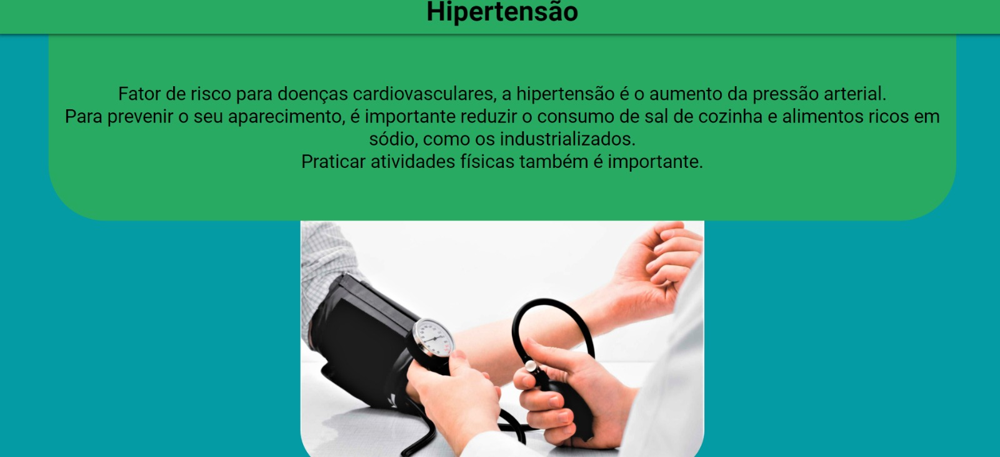 Hipertensão
Fator de risco para doenças cardiovasculares, a hipertensão é o aumento da pressão arterial.
Para prevenir o seu aparecimento, é importante reduzir o consumo de sal de cozinha e alimentos ricos em
sódio, como os industrializados.
Praticar atividades físicas também é importante.